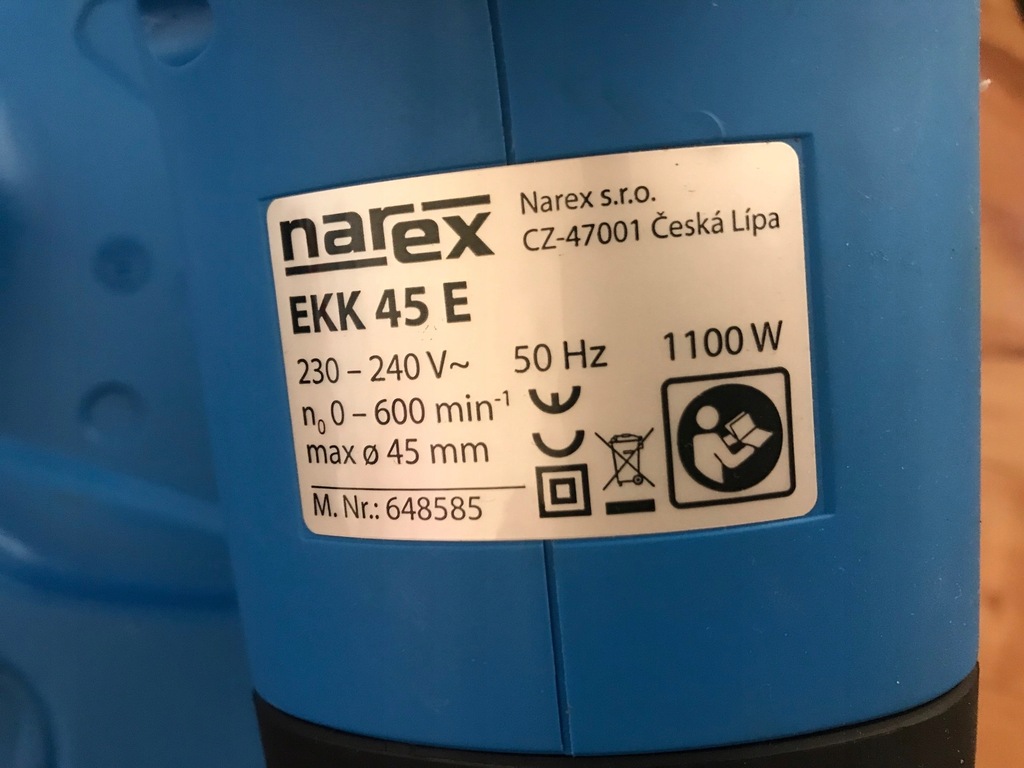 narex
Narex s.r.o.
CZ-47001 Česká Lípa
EKK 45 E
230 – 240 V~ 50 Hz 1100 W
n₀ 0 – 600 min⁻¹
max ø 45 mm
M. Nr.: 648585
CE